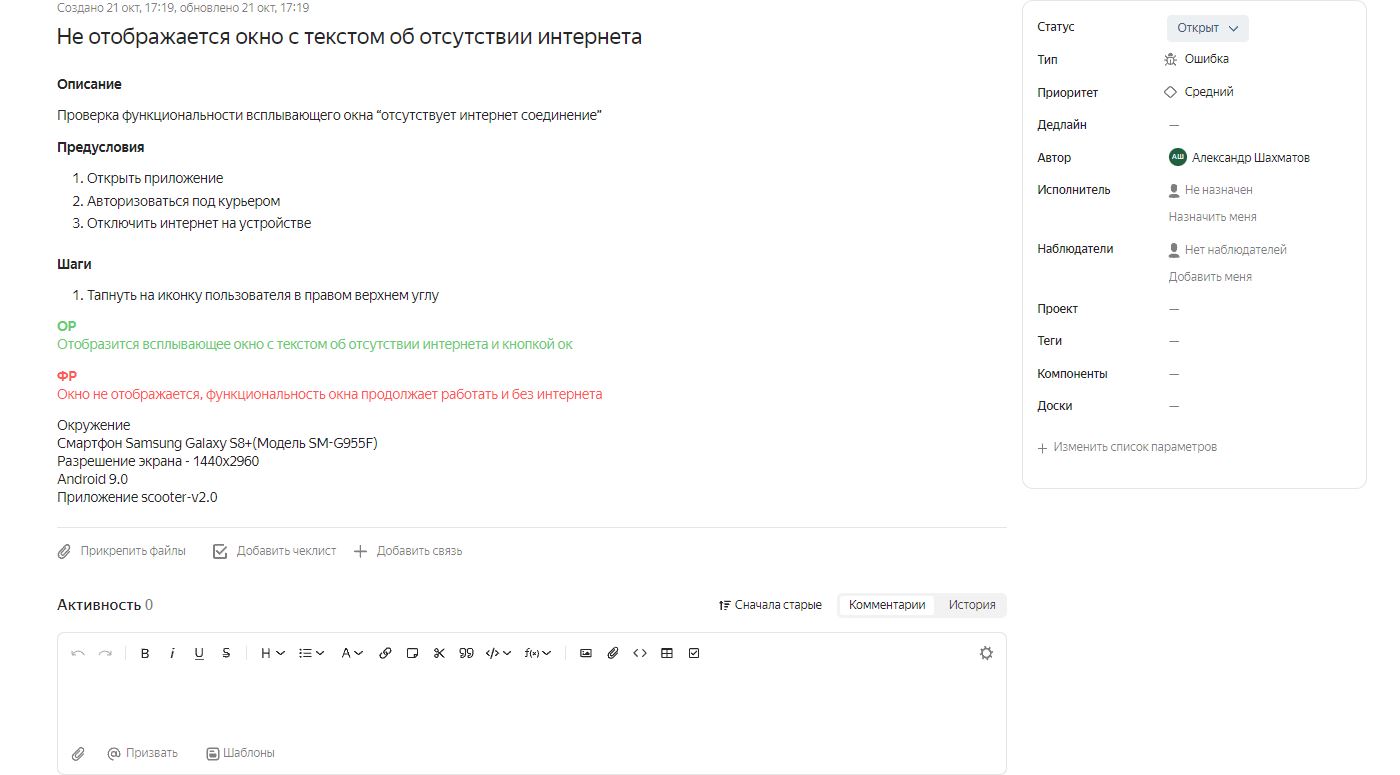 Создано 21 окт, 17:19, обновлено 21 окт, 17:19
Не отображается окно с текстом об отсутствии интернета
Описание
Проверка функциональности всплывающего окна “отсутствует интернет соединение”
Предусловия
1. Открыть приложение
2. Авторизоваться под курьером
3. Отключить интернет на устройстве
Шаги
1. Тапнуть на иконку пользователя в правом верхнем углу
ОР
Отобразится всплывающее окно с текстом об отсутствии интернета и кнопкой ок
ФР
Окно не отображается, функциональность окна продолжает работать и без интернета
Окружение
Смартфон Samsung Galaxy S8+(Модель SM-G955F)
Разрешение экрана - 1440x2960
Android 9.0
Приложение scooter-v2.0
Прикрепить файлы Добавить чеклист Добавить связь
Активность 0 Сначала старые Комментарии История
B i U S H A </> f(x)
Призвать Шаблоны
Статус Открыт
Тип Ошибка
Приоритет Средний
Дедлайн —
Автор АШ Александр Шахматов
Исполнитель Не назначен
Назначить меня
Наблюдатели Нет наблюдателей
Добавить меня
Проект —
Теги —
Компоненты —
Доски —
Изменить список параметров